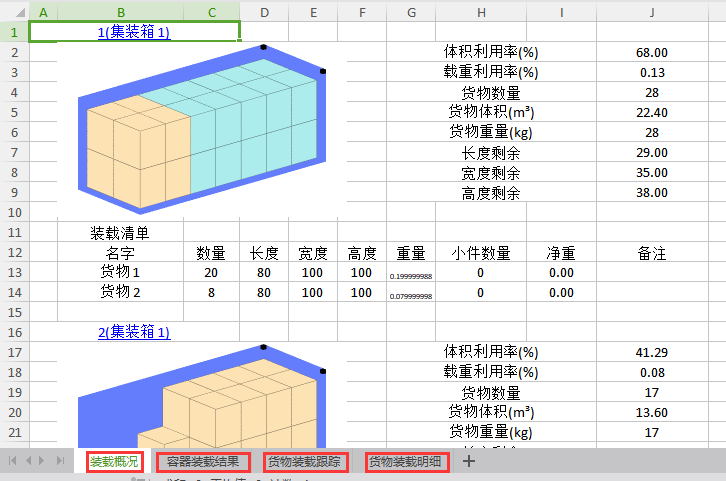 A B C D E F G H I J
1 1(集装箱 1)
2 体积利用率(%) 68.00
3 载重利用率(%) 0.13
4 货物数量 28
5 货物体积(m³) 22.40
6 货物重量(kg) 28
7 长度剩余 29.00
8 宽度剩余 35.00
9 高度剩余 38.00
10
11 装载清单
12 名字 数量 长度 宽度 高度 重量 小件数量 净重 备注
13 货物 1 20 80 100 100 0.199999988 0 0.00
14 货物 2 8 80 100 100 0.079999998 0 0.00
15
16 2(集装箱 1)
17 体积利用率(%) 41.29
18 载重利用率(%) 0.08
19 货物数量 17
20 货物体积(m³) 13.60
21 货物重量(kg) 17
装载概况 容器装载结果 货物装载跟踪 货物装载明细